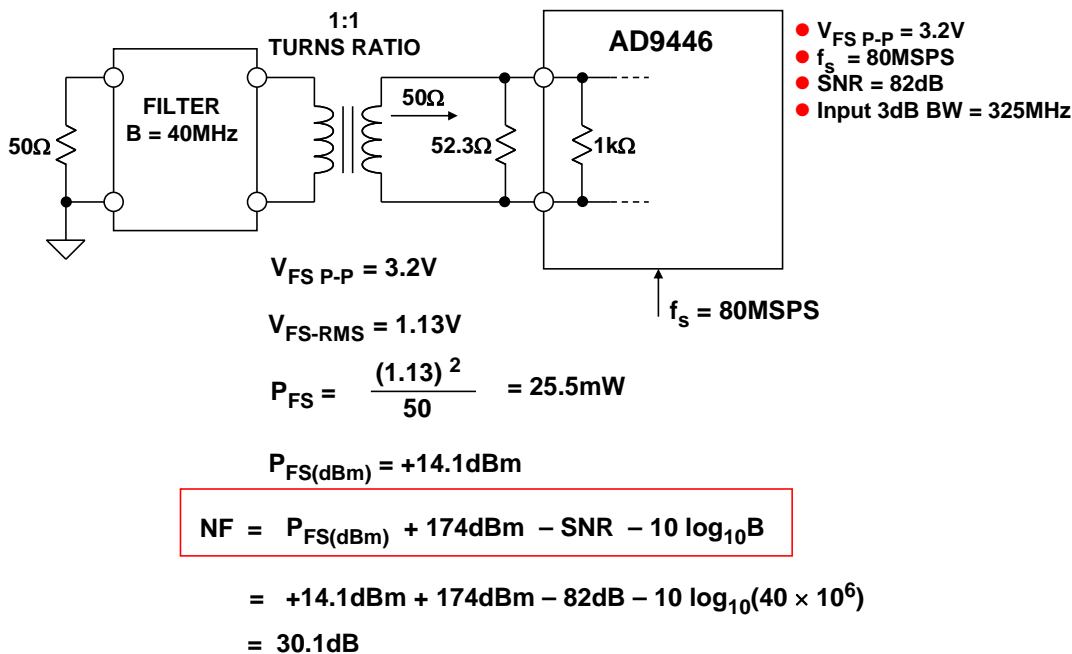 1:1
TURNS RATIO
AD9446
● V_FS P-P = 3.2V
● f_s = 80MSPS
● SNR = 82dB
● Input 3dB BW = 325MHz
FILTER
B = 40MHz
50Ω
50Ω
52.3Ω
1kΩ
V_FS P-P = 3.2V
f_s = 80MSPS
V_FS-RMS = 1.13V
P_FS = (1.13)^2 / 50 = 25.5mW
P_FS(dBm) = +14.1dBm
NF = P_FS(dBm) + 174dBm – SNR – 10 log_10B
= +14.1dBm + 174dBm – 82dB – 10 log_10(40 × 10^6)
= 30.1dB